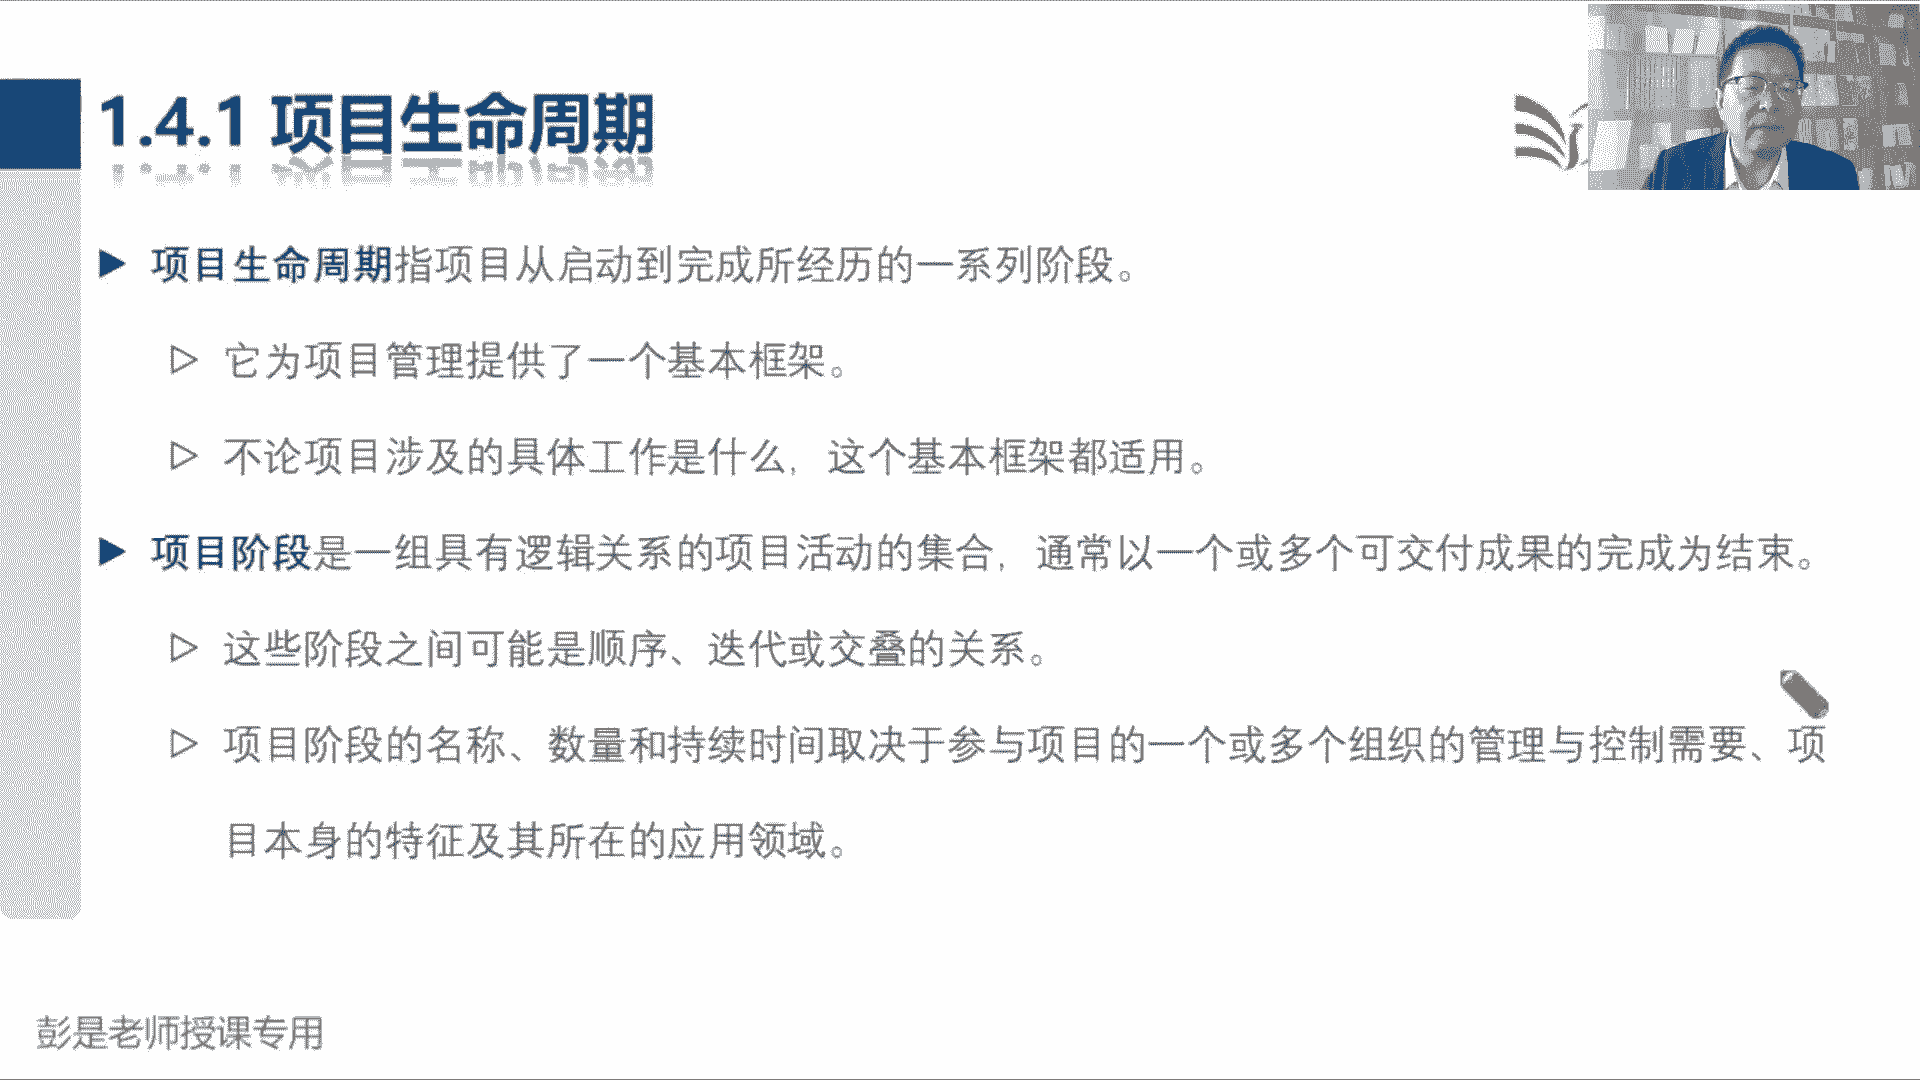 1.4.1 项目生命周期
项目生命周期指项目从启动到完成所经历的一系列阶段。
它为项目管理提供了一个基本框架。
不论项目涉及的具体工作是什么，这个基本框架都适用。
项目阶段是一组具有逻辑关系的项目活动的集合，通常以一个或多个可交付成果的完成为结束。
这些阶段之间可能是顺序、迭代或交叠的关系。
项目阶段的名称、数量和持续时间取决于参与项目的一个或多个组织的管理与控制需要、项
目本身的特征及其所在的应用领域。
彭是老师授课专用